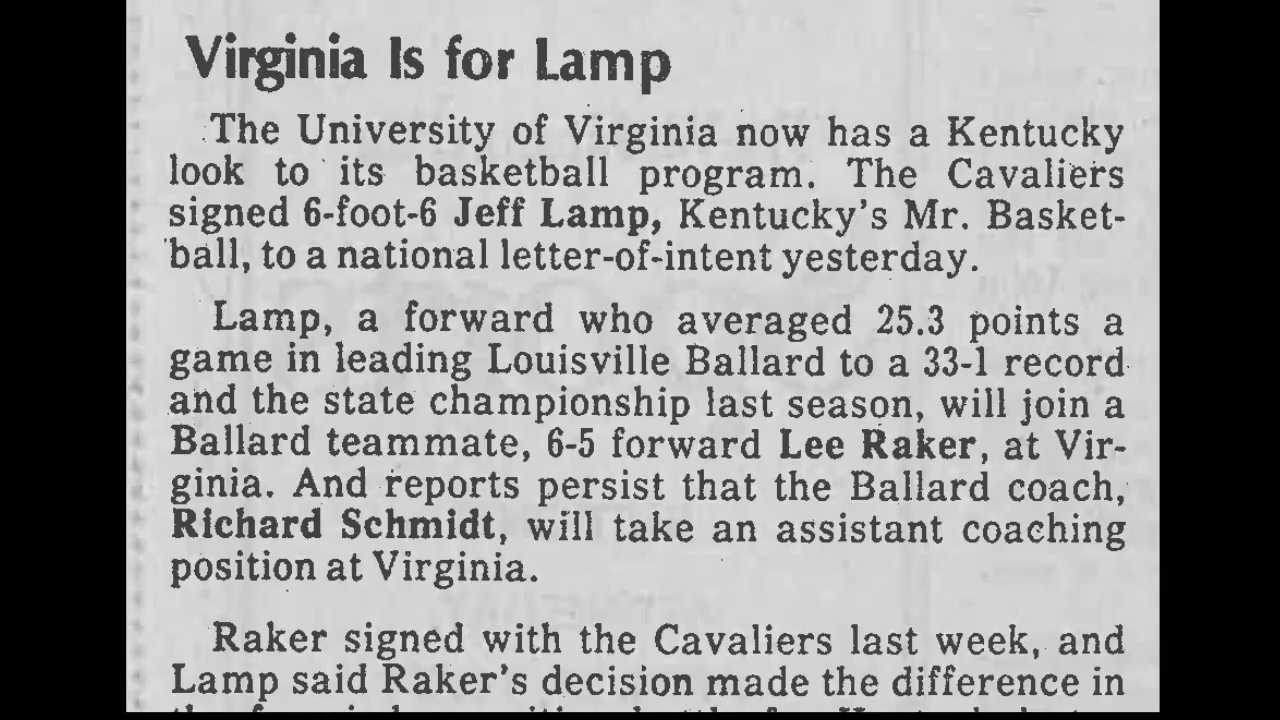 Virginia Is for Lamp
The University of Virginia now has a Kentucky
look to its basketball program. The Cavaliers
signed 6-foot-6 Jeff Lamp, Kentucky's Mr. Basket-
ball, to a national letter-of-intent yesterday.
Lamp, a forward who averaged 25.3 points a
game in leading Louisville Ballard to a 33-1 record
and the state championship last season, will join a
Ballard teammate, 6-5 forward Lee Raker, at Vir-
ginia. And reports persist that the Ballard coach,
Richard Schmidt, will take an assistant coaching
position at Virginia.
Raker signed with the Cavaliers last week, and
Lamp said Raker's decision made the difference in